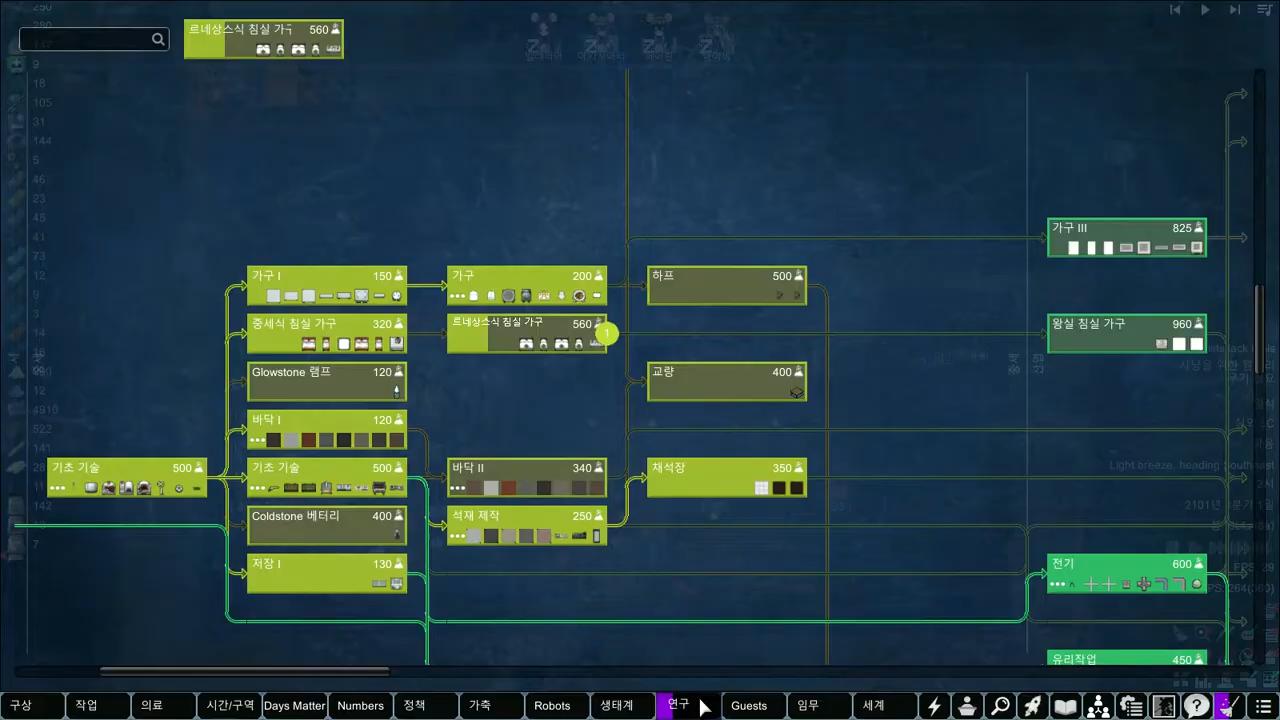 르네상스식 침실 가구 560
가구 III 825
가구 I 150
가구 200
하프 500
중세식 침실 가구 320
르네상스식 침실 가구 560
1
왕실 침실 가구 960
Glowstone 램프 120
교량 400
바닥 I 120
기초 기술 500
기초 기술 500
바닥 II 340
채석장 350
Coldstone 배터리 400
석재 제작 250
저장 I 130
전기 600
유리작업 450
Light breeze, heading southeast
구상 작업 의료 시간/구역 Days Matter Numbers 정책 가축 Robots 생태계 연구 Guests 임무 세계